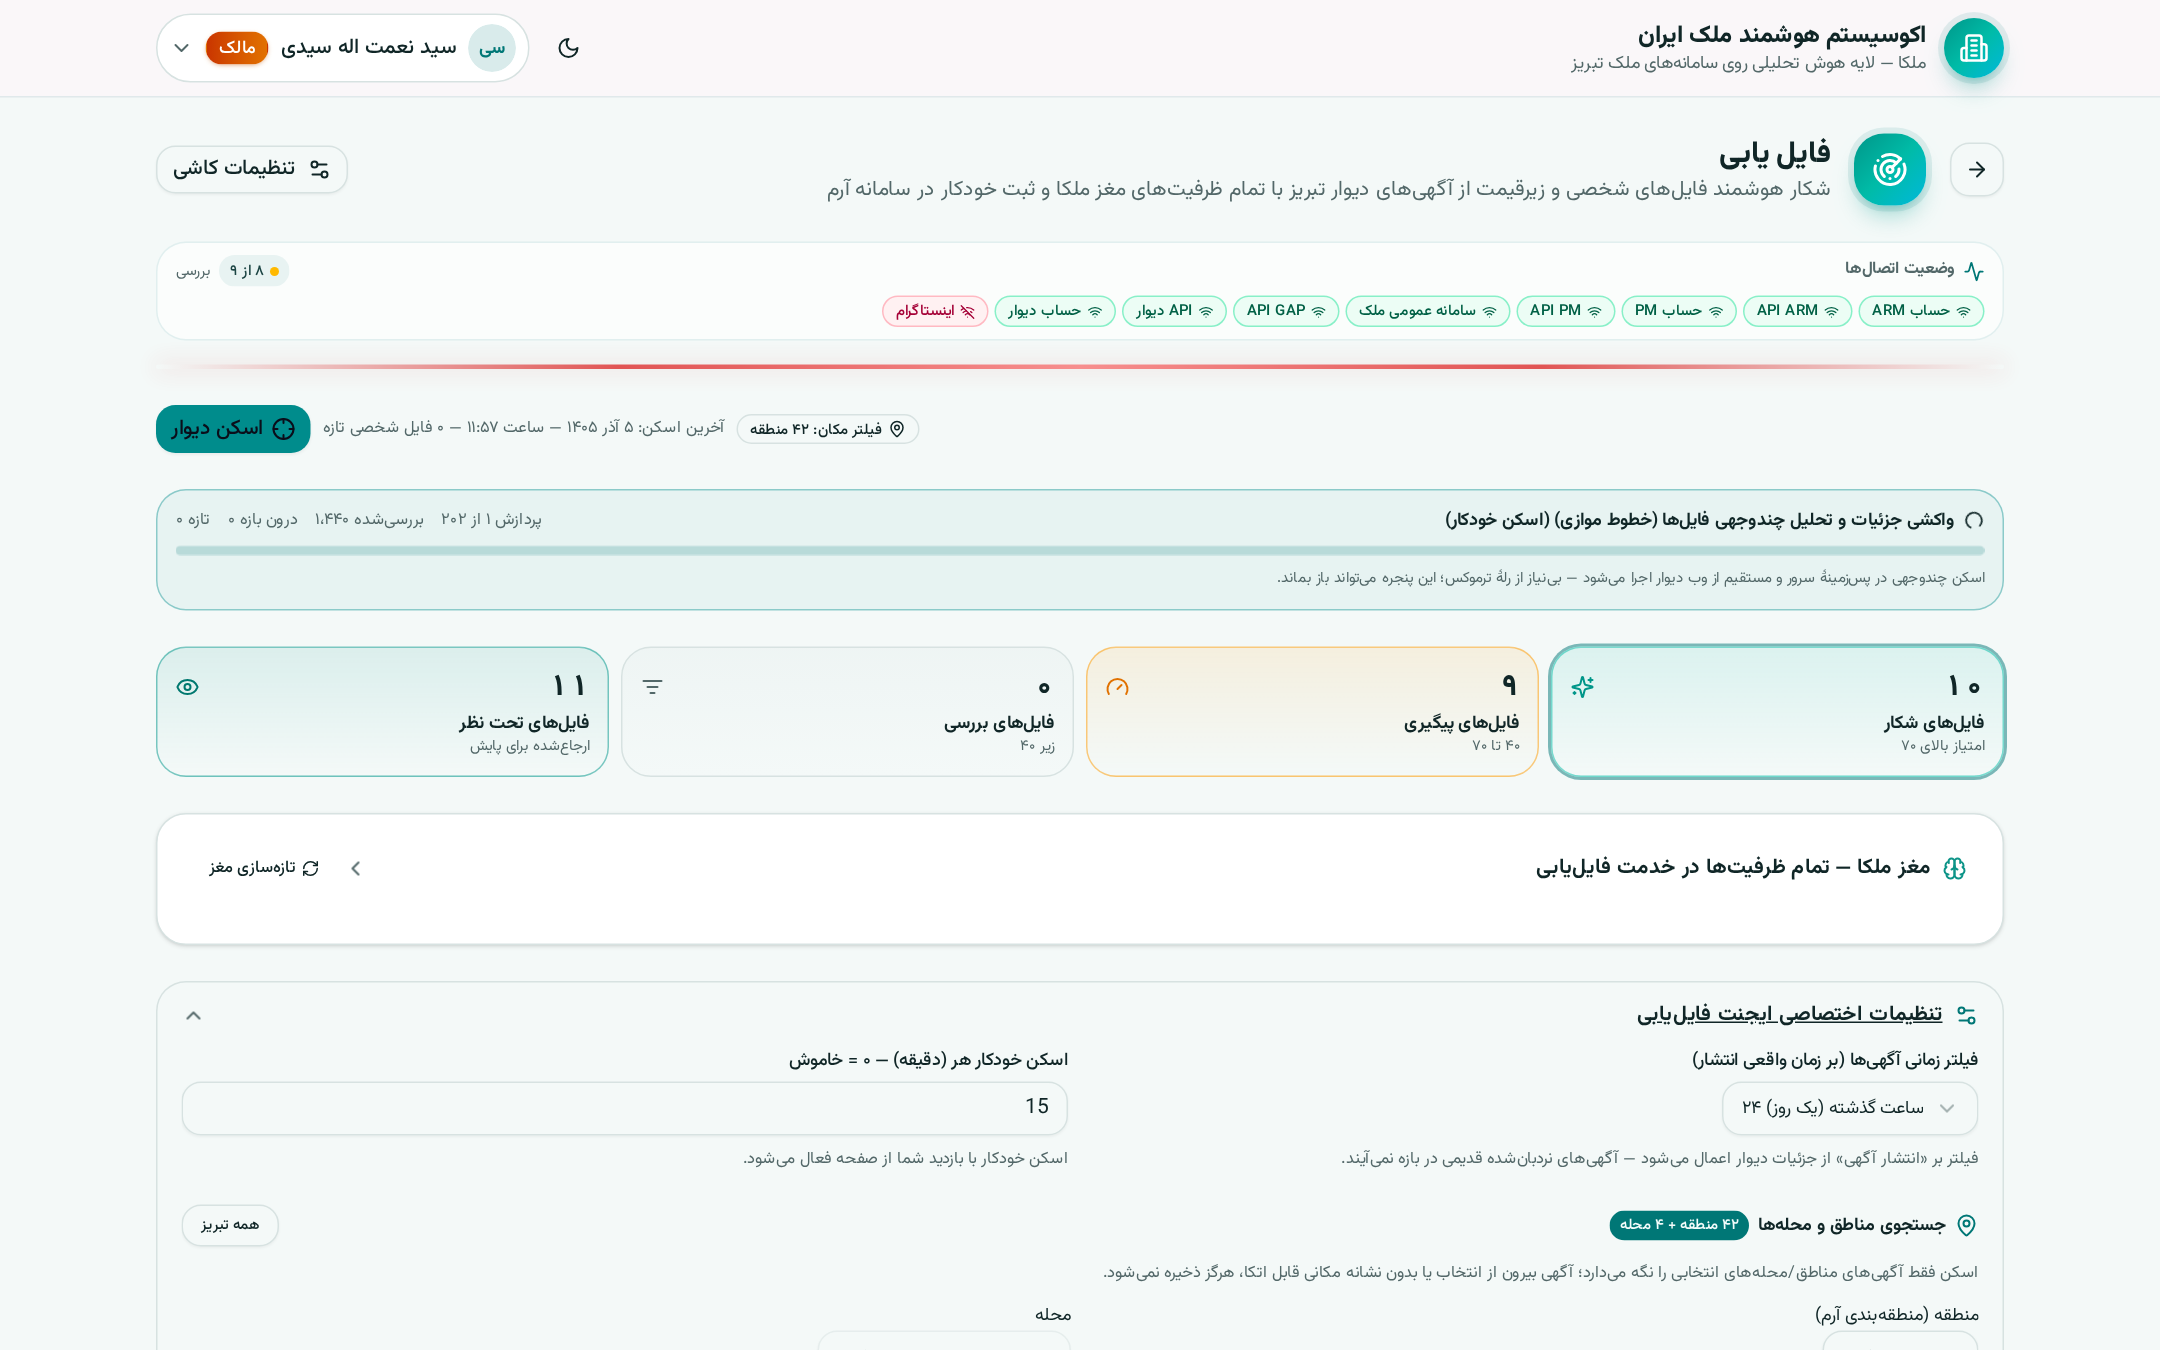 اکوسیستم هوشمند ملک ایران
ملکا — لایه هوش تحلیلی روی سامانه‌های ملک تبریز
سی
سید نعمت اله سیدی
مالک
فایل یابی
شکار هوشمند فایل‌های شخصی و زیرقیمت از آگهی‌های دیوار تبریز با تمام ظرفیت‌های مغز ملکا و ثبت خودکار در سامانه آرم
تنظیمات کاشی
وضعیت اتصال‌ها
۸ از ۹
بررسی
حساب ARM
API ARM
حساب PM
API PM
سامانه عمومی ملک
API GAP
API دیوار
حساب دیوار
اینستاگرام
فیلتر مکان: ۴۲ منطقه
آخرین اسکن: ۵ آذر ۱۴۰۵ — ساعت ۱۱:۵۷ — ۰ فایل شخصی تازه
اسکن دیوار
واکشی جزئیات و تحلیل چندوجهی فایل‌ها (خطوط موازی) (اسکن خودکار)
پردازش ۱ از ۲۰۲
بررسی‌شده ۱،۴۴۰
درون بازه ۰
تازه ۰
اسکن چندوجهی در پس‌زمینهٔ سرور و مستقیم از وب دیوار اجرا می‌شود — بی‌نیاز از رلهٔ ترموکس؛ این پنجره می‌تواند باز بماند.
۱۰
فایل‌های شکار
امتیاز بالای ۷۰
۹
فایل‌های پیگیری
۴۰ تا ۷۰
۰
فایل‌های بررسی
زیر ۴۰
۱۱
فایل‌های تحت نظر
ارجاع‌شده برای پایش
مغز ملکا — تمام ظرفیت‌ها در خدمت فایل‌یابی
تازه‌سازی مغز
تنظیمات اختصاصی ایجنت فایل‌یابی
فیلتر زمانی آگهی‌ها (بر زمان واقعی انتشار)
ساعت گذشته (یک روز) ۲۴
فیلتر بر «انتشار آگهی» از جزئیات دیوار اعمال می‌شود — آگهی‌های نردبان‌شده قدیمی در بازه نمی‌آیند.
اسکن خودکار هر (دقیقه) — ۰ = خاموش
15
اسکن خودکار با بازدید شما از صفحه فعال می‌شود.
جستجوی مناطق و محله‌ها
۴۲ منطقه + ۴ محله
همه تبریز
اسکن فقط آگهی‌های مناطق/محله‌های انتخابی را نگه می‌دارد؛ آگهی بیرون از انتخاب یا بدون نشانه مکانی قابل اتکا، هرگز ذخیره نمی‌شود.
منطقه (منطقه‌بندی آرم)
محله